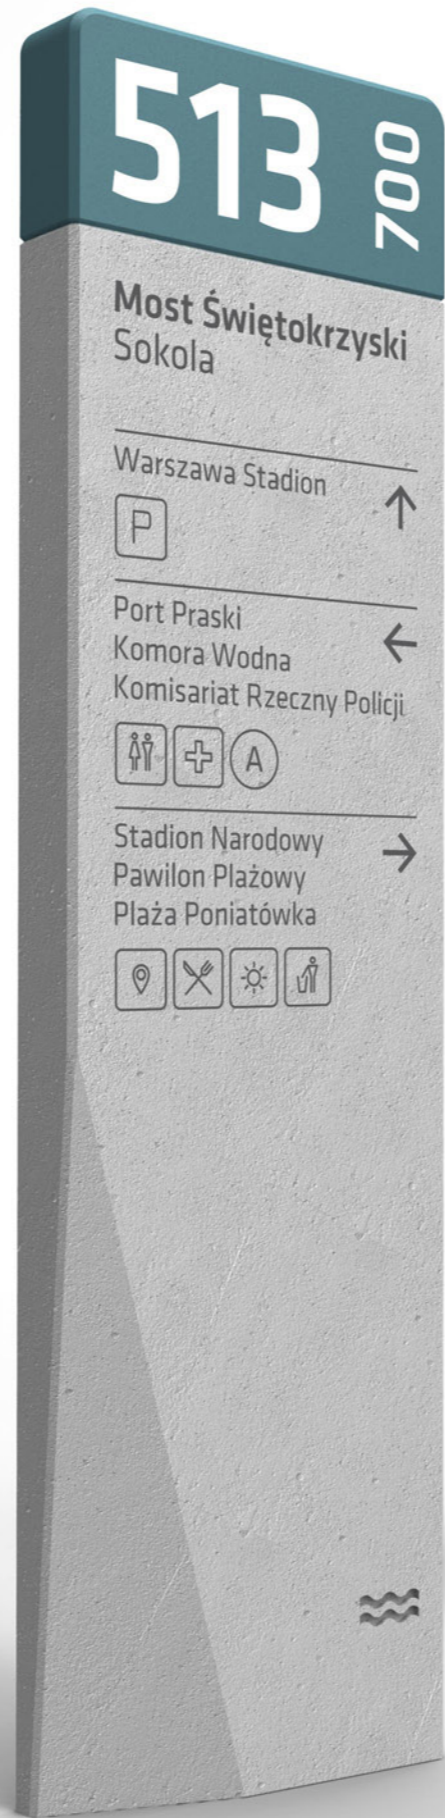 513 700
Most Świętokrzyski
Sokola
Warszawa Stadion
P
Port Praski
Komora Wodna
Komisariat Rzeczny Policji
A
Stadion Narodowy
Pawilon Plażowy
Plaża Poniatówka